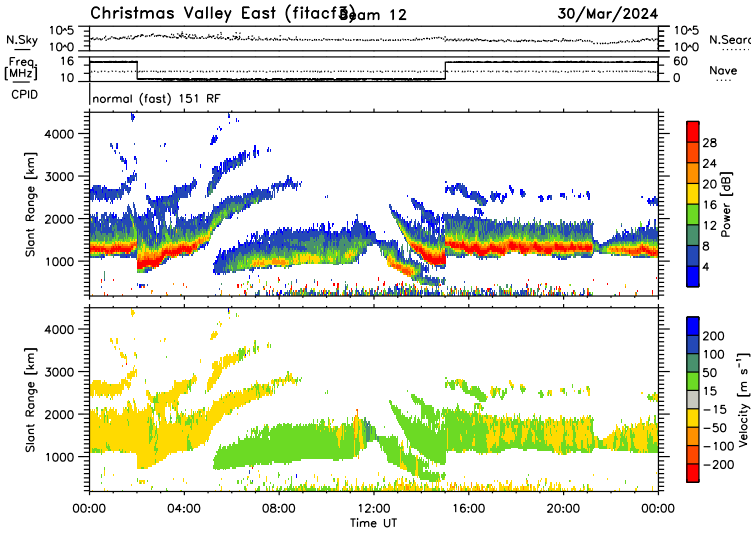 Christmas Valley East (fitacf3) Beam 12 30/Mar/2024
N.Sky 10^5 10^0 10^5 10^0 N.Searc
Freq. [MHz] 16 10 60 0 Nave
CPID normal (fast) 151 RF
Slant Range [km] 4000 3000 2000 1000
Power [dB] 28 24 20 16 12 8 4
Slant Range [km] 4000 3000 2000 1000
Velocity [m s⁻¹] 200 100 50 15 -15 -50 -100 -200
00:00 04:00 08:00 12:00 16:00 20:00 00:00
Time UT